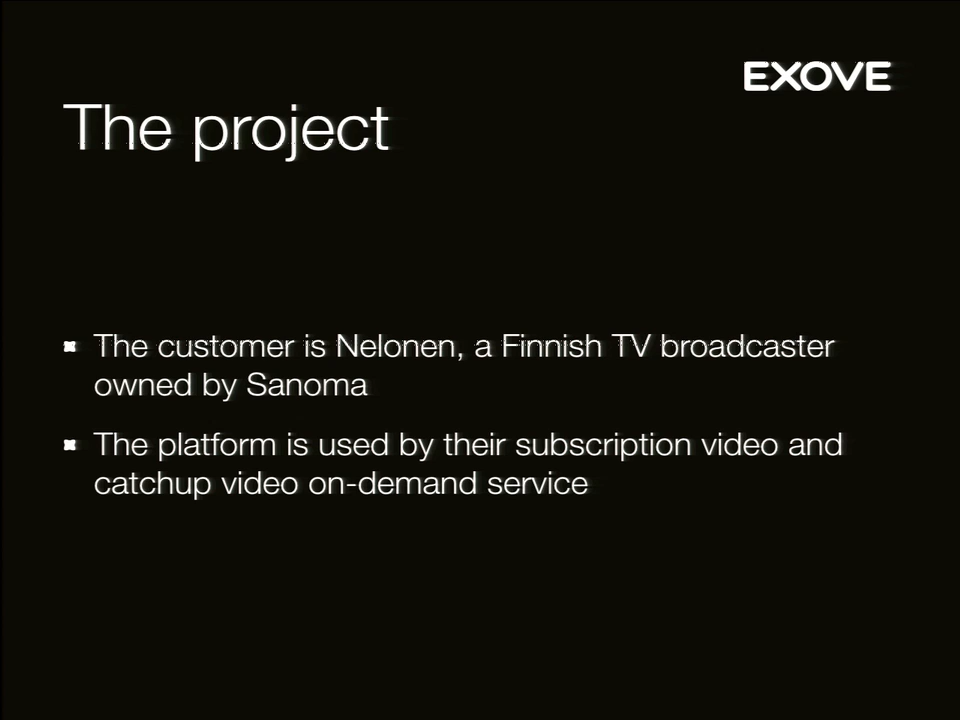 EXOVE
The project
The customer is Nelonen, a Finnish TV broadcaster
owned by Sanoma
The platform is used by their subscription video and
catchup video on-demand service